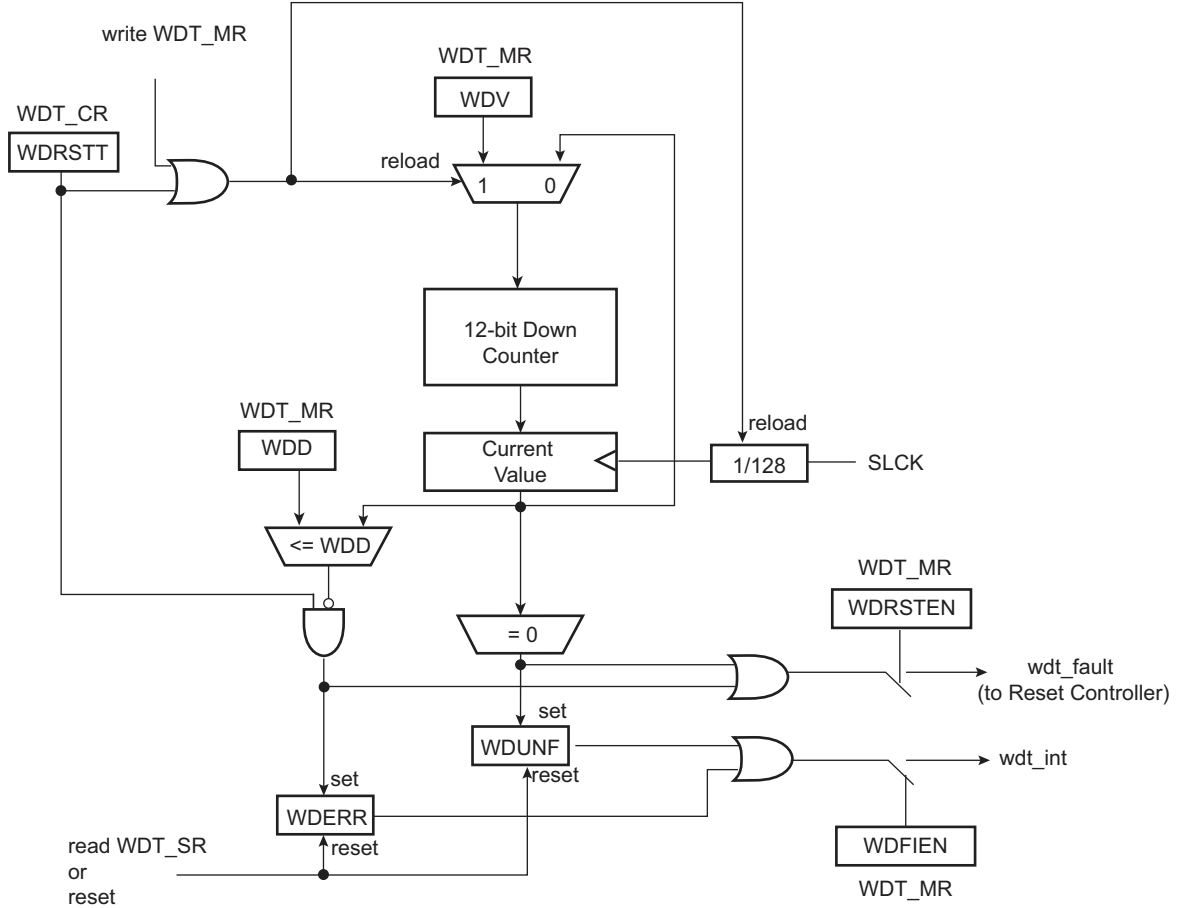 write WDT_MR
WDT_MR
WDV
WDT_CR
WDRSTT
reload
1 0
12-bit Down
Counter
WDT_MR
WDD
reload
Current
Value
1/128
SLCK
<= WDD
WDT_MR
WDRSTEN
= 0
wdt_fault
(to Reset Controller)
set
WDUNF
reset
wdt_int
set
WDERR
reset
read WDT_SR
or
reset
WDFIEN
WDT_MR